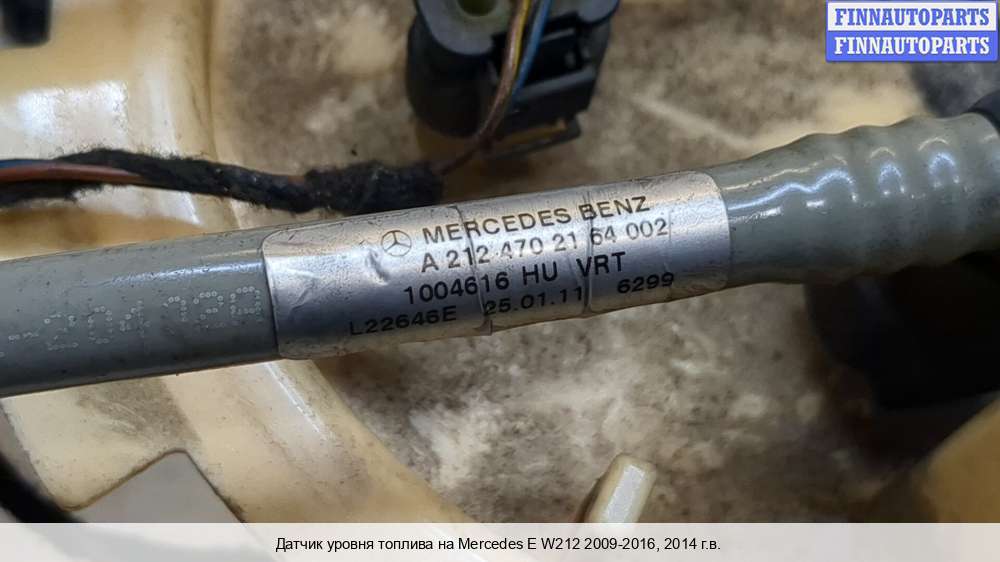 FINNAUTOPARTS
FINNAUTOPARTS
MERCEDES BENZ
A 212 470 21 64 002
1004616 HU VRT
L22646E 25.01.11 6299
Датчик уровня топлива на Mercedes E W212 2009-2016, 2014 г.в.